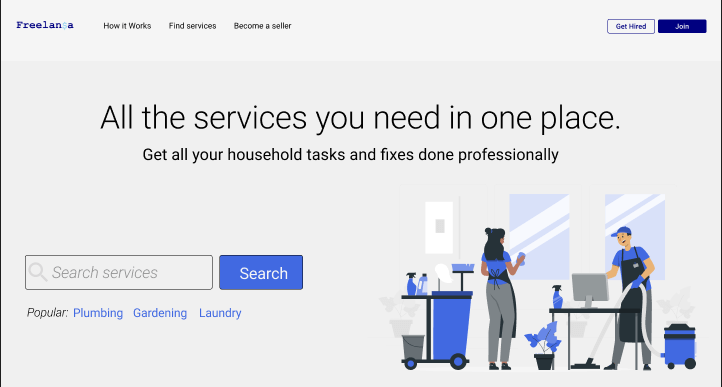 Freelansa
How it Works
Find services
Become a seller
Get Hired
Join
All the services you need in one place.
Get all your household tasks and fixes done professionally
Search services
Search
Popular: Plumbing Gardening Laundry